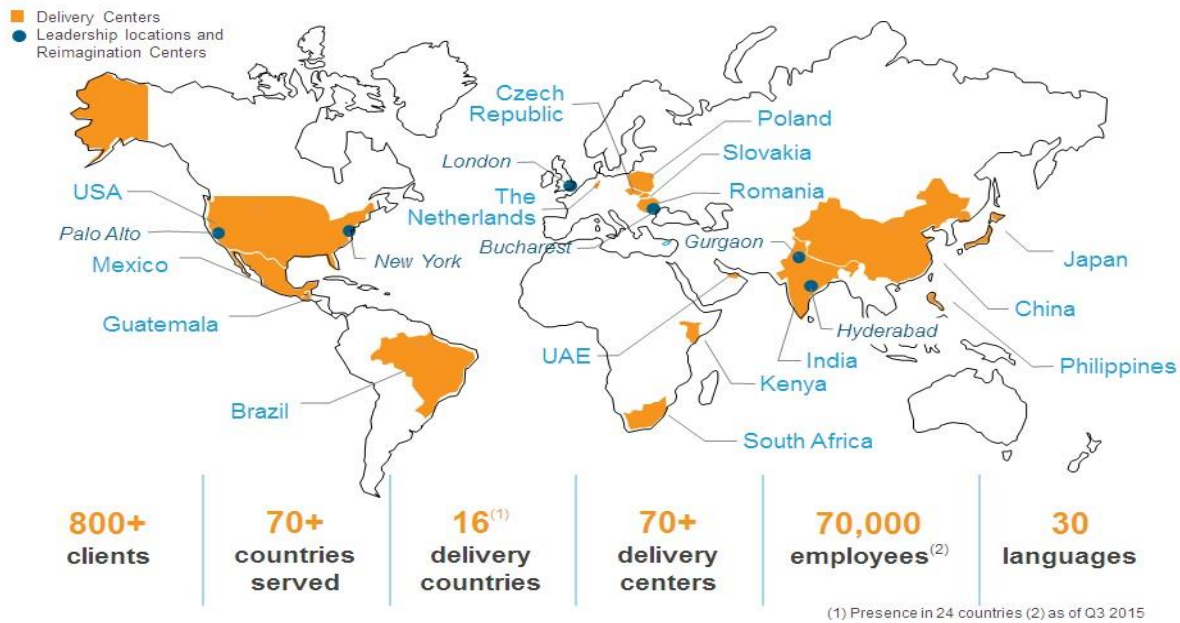 Delivery Centers
Leadership locations and
Reimagination Centers
Czech
Republic
Poland
London
Slovakia
USA
The
Netherlands
Romania
Palo Alto
Bucharest
Gurgaon
New York
Mexico
Japan
Guatemala
China
Hyderabad
UAE
India
Philippines
Kenya
Brazil
South Africa
800+
clients
70+
countries
served
16(1)
delivery
countries
70+
delivery
centers
70,000
employees(2)
30
languages
(1) Presence in 24 countries (2) as of Q3 2015